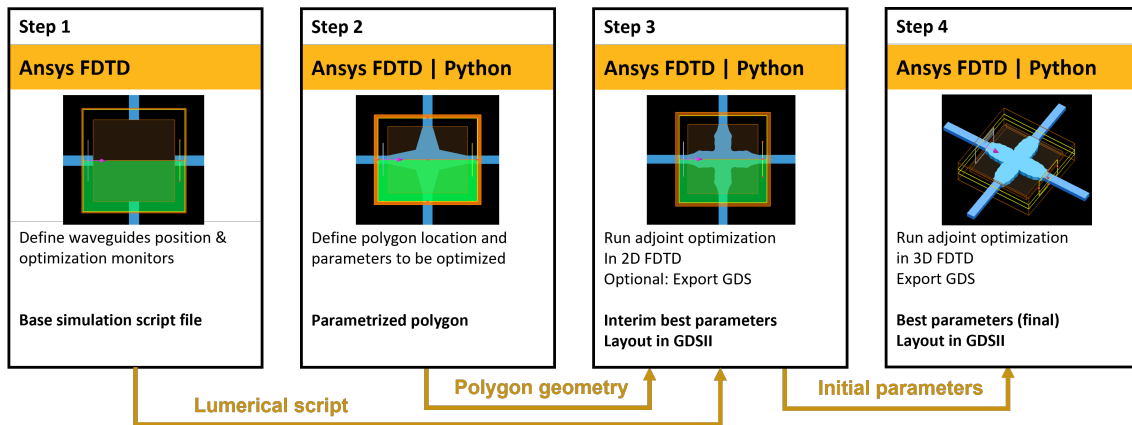 Step 1
Ansys FDTD
Define waveguides position &
optimization monitors
Base simulation script file
Step 2
Ansys FDTD | Python
Define polygon location and
parameters to be optimized
Parametrized polygon
Step 3
Ansys FDTD | Python
Run adjoint optimization
In 2D FDTD
Optional: Export GDS
Interim best parameters
Layout in GDSII
Step 4
Ansys FDTD | Python
Run adjoint optimization
in 3D FDTD
Export GDS
Best parameters (final)
Layout in GDSII
Lumerical script
Polygon geometry
Initial parameters